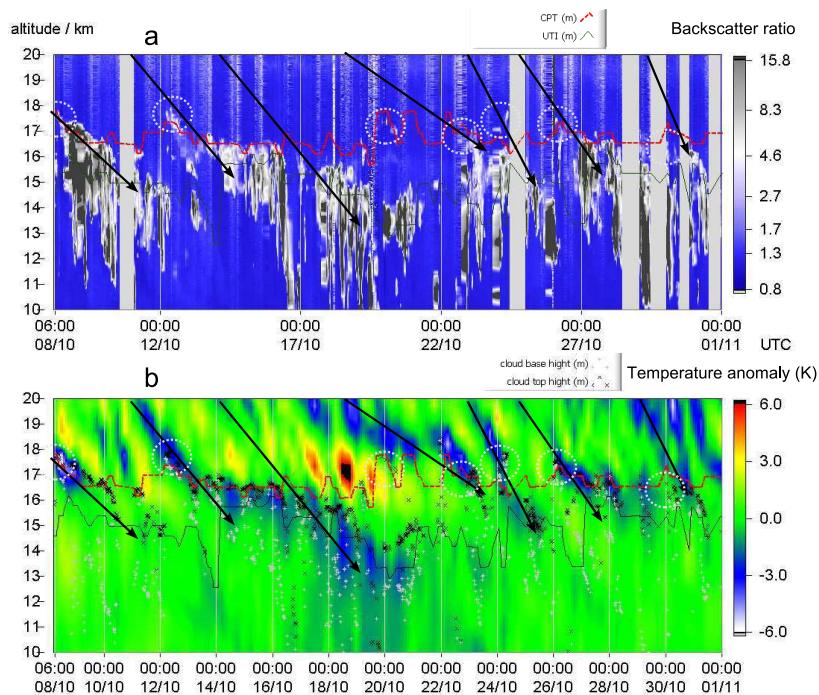 CPT (m)
UTI (m)
altitude / km
a
Backscatter ratio
20
19
18
17
16
15
14
13
12
11
10
15.8
8.3
4.6
2.7
1.7
1.3
0.8
06:00 00:00 00:00 00:00 00:00 00:00
08/10 12/10 17/10 22/10 27/10 01/11 UTC
cloud base hight (m)
cloud top hight (m)
b
Temperature anomaly (K)
20
19
18
17
16
15
14
13
12
11
10
6.0
3.0
0.0
-3.0
-6.0
06:00 00:00 00:00 00:00 00:00 00:00 00:00 00:00 00:00 00:00 00:00 00:00 00:00
08/10 10/10 12/10 14/10 16/10 18/10 20/10 22/10 24/10 26/10 28/10 30/10 01/11